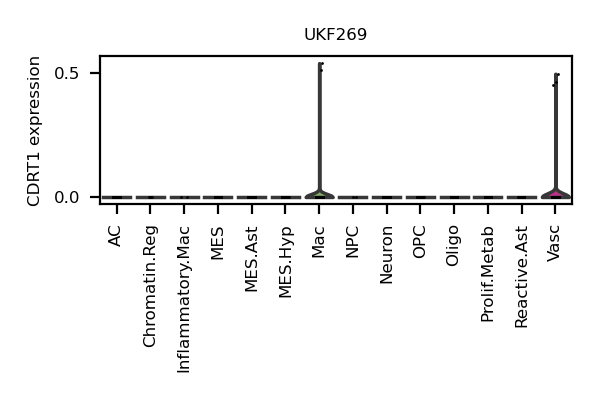 UKF269
CDRT1 expression
0.5
0.0
AC
Chromatin.Reg
Inflammatory.Mac
MES
MES.Ast
MES.Hyp
Mac
NPC
Neuron
OPC
Oligo
Prolif.Metab
Reactive.Ast
Vasc